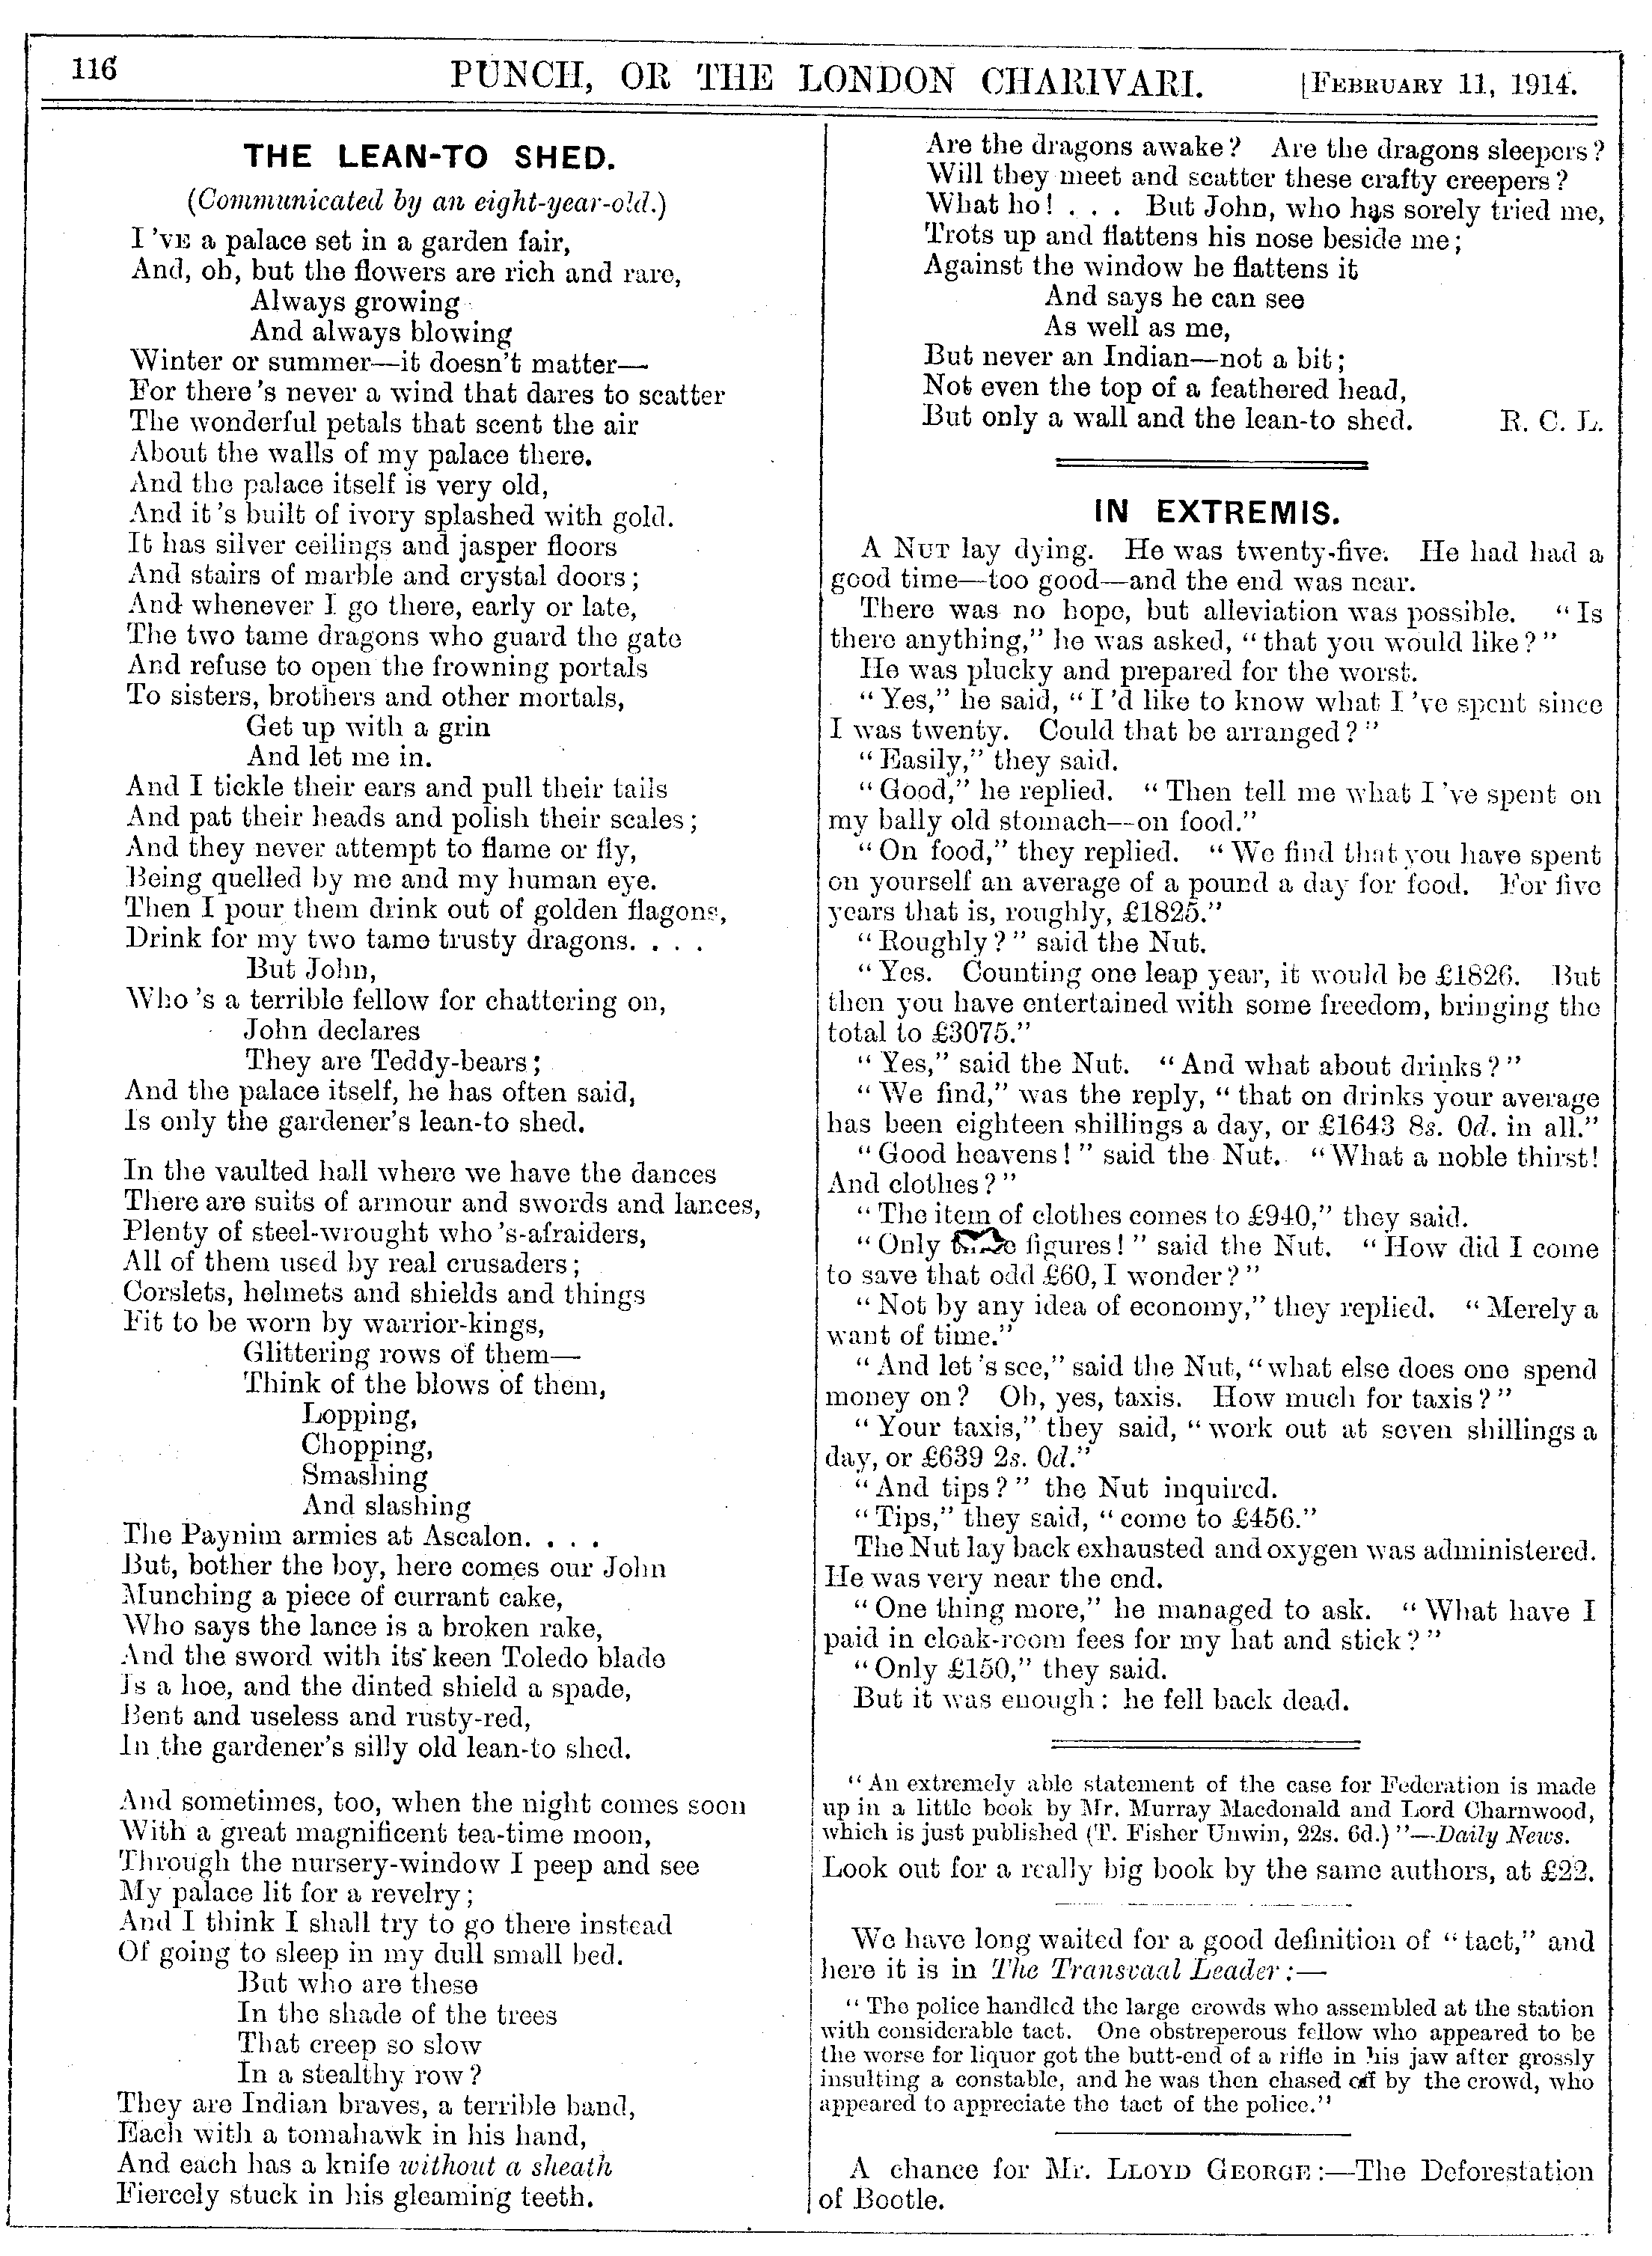 116
PUNCH, OR THE LONDON CHARIVARI.
[FEBRUARY 11, 1914.
THE LEAN-TO SHED.
(Communicated by an eight-year-old.)
I 'VE a palace set in a garden fair,
And, oh, but the flowers are rich and rare,
Always growing
And always blowing
Winter or summer—it doesn't matter—
For there's never a wind that dares to scatter
The wonderful petals that scent the air
About the walls of my palace there.
And the palace itself is very old,
And it's built of ivory splashed with gold.
It has silver ceilings and jasper floors
And stairs of marble and crystal doors;
And whenever I go there, early or late,
The two tame dragons who guard the gate
And refuse to open the frowning portals
To sisters, brothers and other mortals,
Get up with a grin
And let me in.
And I tickle their ears and pull their tails
And pat their heads and polish their scales;
And they never attempt to flame or fly,
Being quelled by me and my human eye.
Then I pour them drink out of golden flagons,
Drink for my two tame trusty dragons. . . .
But John,
Who's a terrible fellow for chattering on,
John declares
They are Teddy-bears;
And the palace itself, he has often said,
Is only the gardener's lean-to shed.
In the vaulted hall where we have the dances
There are suits of armour and swords and lances,
Plenty of steel-wrought who's-afraiders,
All of them used by real crusaders;
Corslets, helmets and shields and things
Fit to be worn by warrior-kings,
Glittering rows of them—
Think of the blows of them,
Lopping,
Chopping,
Smashing
And slashing
The Paynim armies at Ascalon. . . .
But, bother the boy, here comes our John
Munching a piece of currant cake,
Who says the lance is a broken rake,
And the sword with its keen Toledo blade
Is a hoe, and the dinted shield a spade,
Bent and useless and rusty-red,
In the gardener's silly old lean-to shed.
And sometimes, too, when the night comes soon
With a great magnificent tea-time moon,
Through the nursery-window I peep and see
My palace lit for a revelry;
And I think I shall try to go there instead
Of going to sleep in my dull small bed.
But who are these
In the shade of the trees
That creep so slow
In a stealthy row?
They are Indian braves, a terrible band,
Each with a tomahawk in his hand,
And each has a knife without a sheath
Fiercely stuck in his gleaming teeth.
Are the dragons awake? Are the dragons sleepers?
Will they meet and scatter these crafty creepers?
What ho! . . . But John, who has sorely tried me,
Trots up and flattens his nose beside me;
Against the window he flattens it
And says he can see
As well as me,
But never an Indian—not a bit;
Not even the top of a feathered head,
But only a wall and the lean-to shed. R. C. L.
IN EXTREMIS.
A NUT lay dying. He was twenty-five. He had had a
good time—too good—and the end was near.
There was no hope, but alleviation was possible. "Is
there anything," he was asked, "that you would like?"
He was plucky and prepared for the worst.
"Yes," he said, "I'd like to know what I've spent since
I was twenty. Could that be arranged?"
"Easily," they said.
"Good," he replied. "Then tell me what I've spent on
my bally old stomach—on food."
"On food," they replied. "We find that you have spent
on yourself an average of a pound a day for food. For five
years that is, roughly, £1825."
"Roughly?" said the Nut.
"Yes. Counting one leap year, it would be £1826. But
then you have entertained with some freedom, bringing the
total to £3075."
"Yes," said the Nut. "And what about drinks?"
"We find," was the reply, "that on drinks your average
has been eighteen shillings a day, or £1643 8s. 0d. in all."
"Good heavens!" said the Nut. "What a noble thirst!
And clothes?"
"The item of clothes comes to £940," they said.
"Only figures!" said the Nut. "How did I come
to save that odd £60, I wonder?"
"Not by any idea of economy," they replied. "Merely a
want of time."
"And let's see," said the Nut, "what else does one spend
money on? Oh, yes, taxis. How much for taxis?"
"Your taxis," they said, "work out at seven shillings a
day, or £639 2s. 0d."
"And tips?" the Nut inquired.
"Tips," they said, "come to £456."
The Nut lay back exhausted and oxygen was administered.
He was very near the end.
"One thing more," he managed to ask. "What have I
paid in cloak-room fees for my hat and stick?"
"Only £150," they said.
But it was enough: he fell back dead.
"An extremely able statement of the case for Federation is made
up in a little book by Mr. Murray Macdonald and Lord Charnwood,
which is just published (T. Fisher Unwin, 22s. 6d.)"—Daily News.
Look out for a really big book by the same authors, at £22.
We have long waited for a good definition of "tact," and
here it is in The Transvaal Leader:—
"The police handled the large crowds who assembled at the station
with considerable tact. One obstreperous fellow who appeared to be
the worse for liquor got the butt-end of a rifle in his jaw after grossly
insulting a constable, and he was then chased off by the crowd, who
appeared to appreciate the tact of the police."
A chance for Mr. LLOYD GEORGE:—The Deforestation
of Bootle.